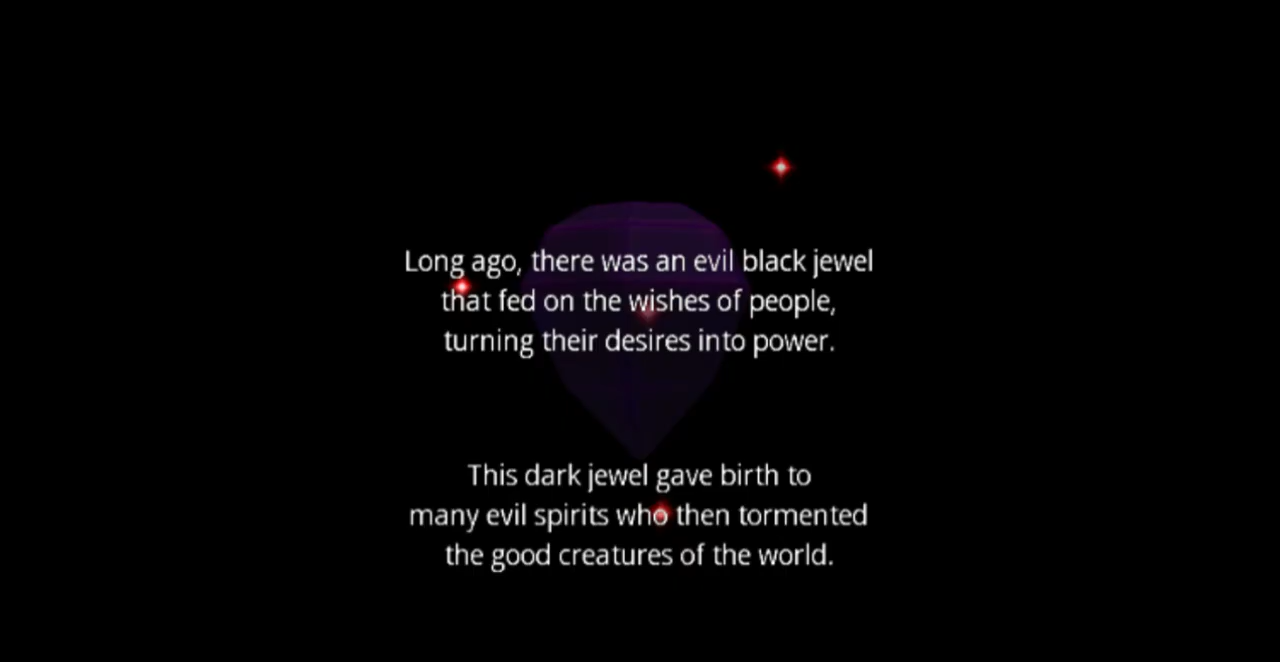 Long ago, there was an evil black jewel
that fed on the wishes of people,
turning their desires into power.
This dark jewel gave birth to
many evil spirits who then tormented
the good creatures of the world.